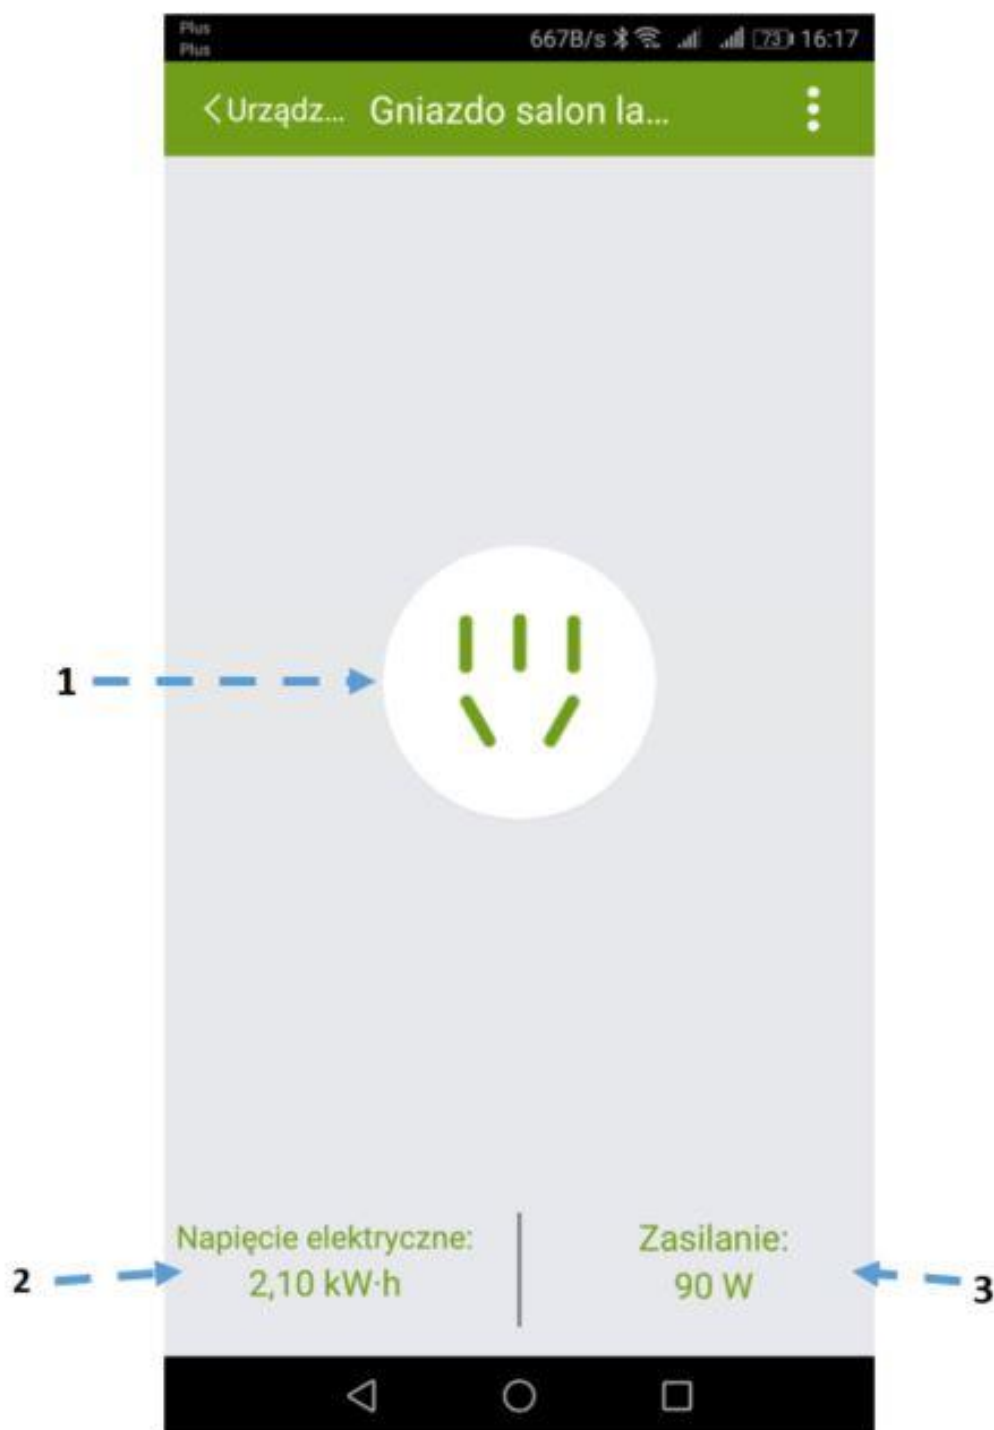 Plus
Plus
667B/s 73 16:17
Urządz... Gniazdo salon la...
1
Napięcie elektryczne:
2,10 kW·h
Zasilanie:
90 W
2
3